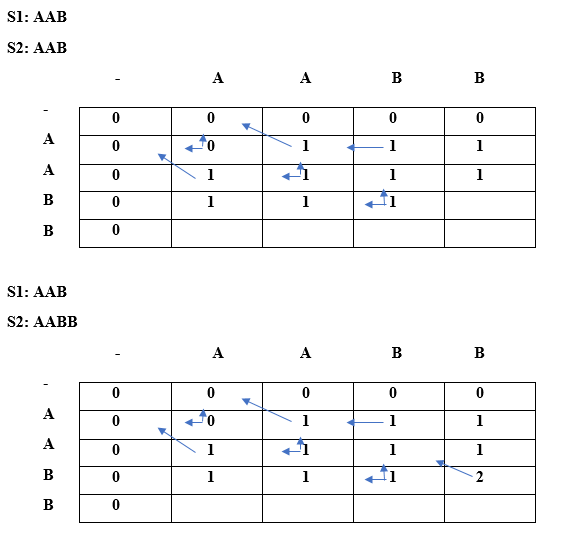 S1: AAB
S2: AAB
- A A B B
- 0 0 0 0 0
A 0 0 1 1 1
A 0 1 1 1 1
B 0 1 1 1
B 0
S1: AAB
S2: AABB
- A A B B
- 0 0 0 0 0
A 0 0 1 1 1
A 0 1 1 1 1
B 0 1 1 1 2
B 0